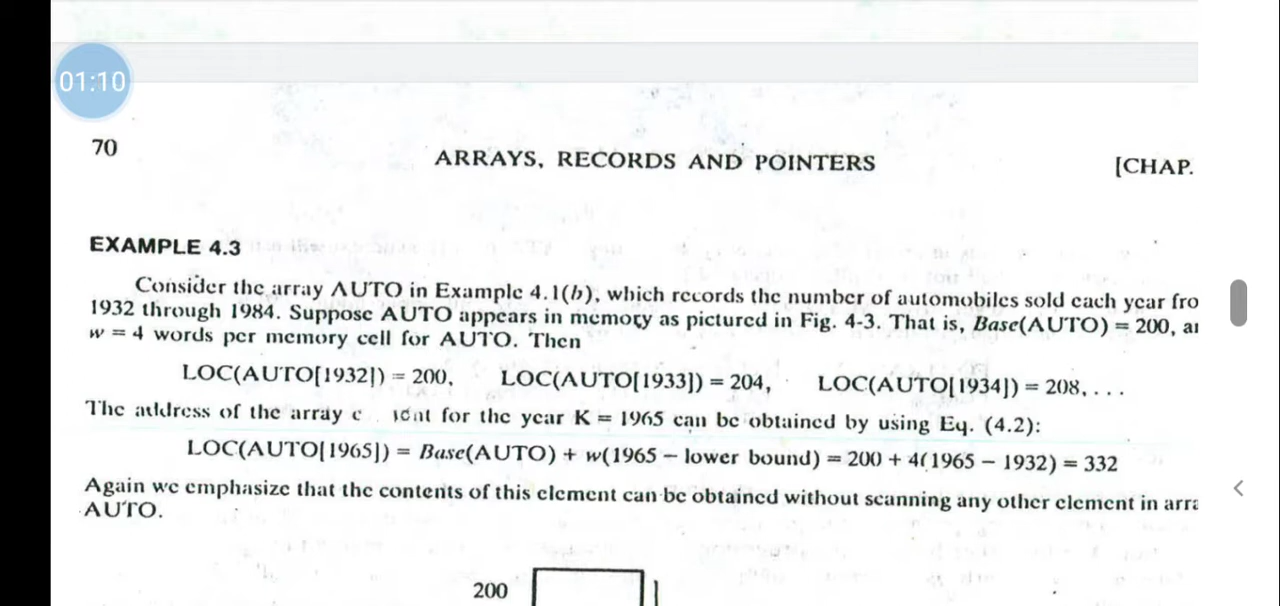 01:10
70
ARRAYS, RECORDS AND POINTERS
[CHAP.
EXAMPLE 4.3
Consider the array AUTO in Example 4.1(b), which records the number of automobiles sold each year fro
1932 through 1984. Suppose AUTO appears in memory as pictured in Fig. 4-3. That is, Base(AUTO) = 200, an
w = 4 words per memory cell for AUTO. Then
LOC(AUTO[1932]) = 200, LOC(AUTO[1933]) = 204, LOC(AUTO[1934]) = 208, . . .
The address of the array for the year K = 1965 can be obtained by using Eq. (4.2):
LOC(AUTO[1965]) = Base(AUTO) + w(1965 – lower bound) = 200 + 4(1965 – 1932) = 332
Again we emphasize that the contents of this element can be obtained without scanning any other element in arra
AUTO.
200